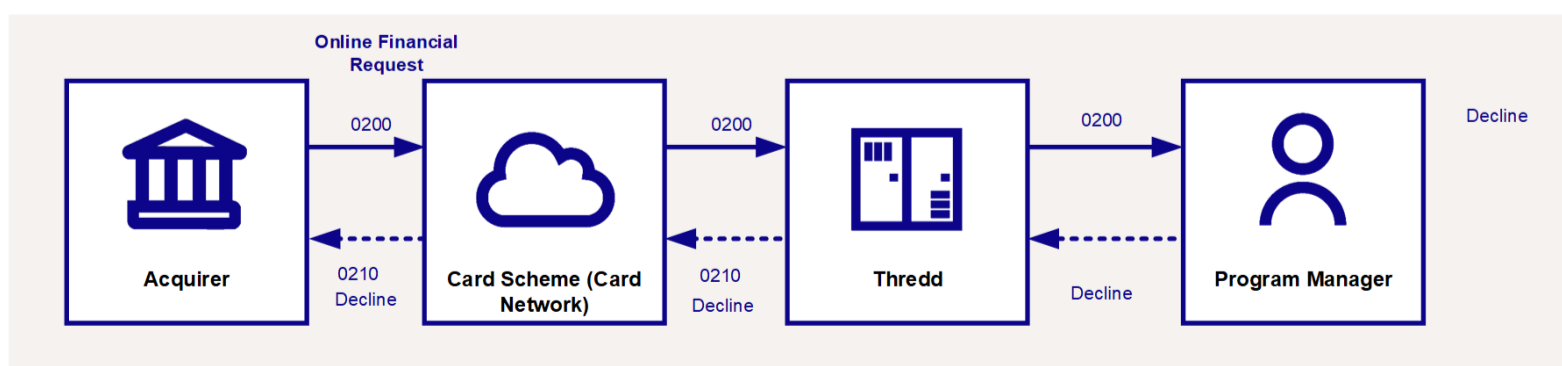 Online Financial
Request
0200
0200
0200
Decline
0210
Decline
0210
Decline
Decline
Acquirer
Card Scheme (Card
Network)
Thredd
Program Manager